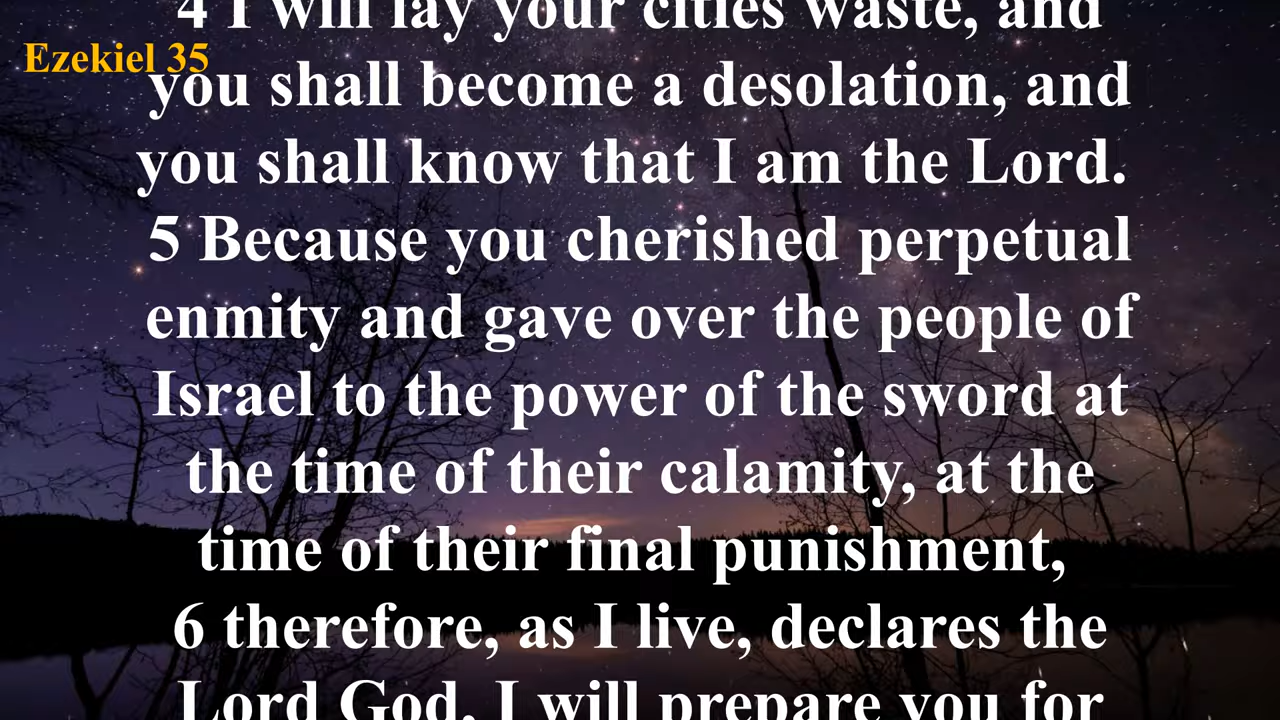 4 I will lay your cities waste, and
Ezekiel 35
you shall become a desolation, and
you shall know that I am the Lord.
5 Because you cherished perpetual
enmity and gave over the people of
Israel to the power of the sword at
the time of their calamity, at the
time of their final punishment,
6 therefore, as I live, declares the
Lord God, I will prepare you for